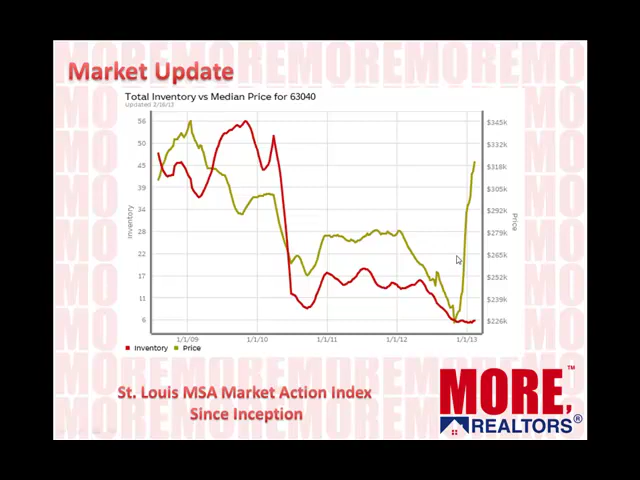 Market Update
Total Inventory vs Median Price for 63040
Updated 2/16/13
56
50
45
39
34
28
22
17
11
6
Inventory
$345k
$332k
$318k
$305k
$292k
$279k
$265k
$252k
$239k
$226k
Price
1/1/09
1/1/10
1/1/11
1/1/12
1/1/13
Inventory
Price
St. Louis MSA Market Action Index
Since Inception
MORE,™
REALTORS®